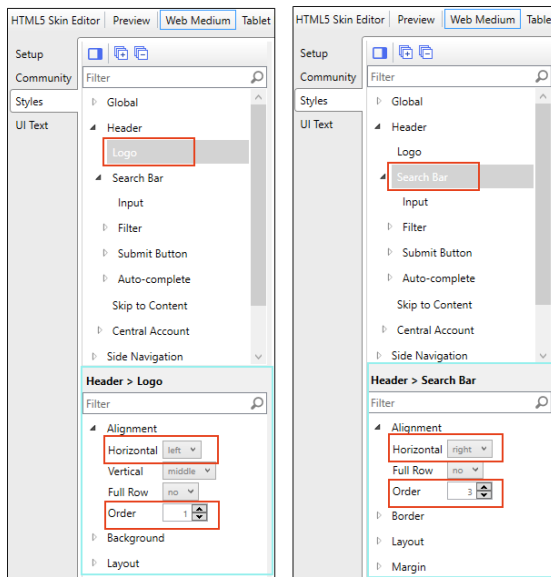 HTML5 Skin Editor Preview Web Medium Tablet
Setup
Community
Styles
UI Text
Filter
Global
Header
Logo
Search Bar
Input
Filter
Submit Button
Auto-complete
Skip to Content
Central Account
Side Navigation
Header > Logo
Filter
Alignment
Horizontal left
Vertical middle
Full Row no
Order 1
Background
Layout
HTML5 Skin Editor Preview Web Medium Table
Setup
Community
Styles
UI Text
Filter
Global
Header
Logo
Search Bar
Input
Filter
Submit Button
Auto-complete
Skip to Content
Central Account
Side Navigation
Header > Search Bar
Filter
Alignment
Horizontal right
Full Row no
Order 3
Border
Layout
Margin